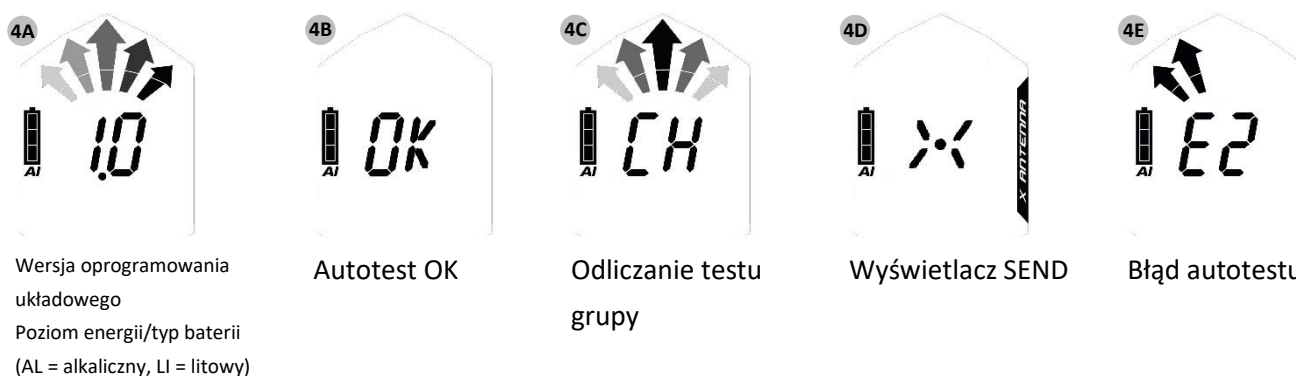 4A
1.0
AI
Wersja oprogramowania
układowego
Poziom energii/typ baterii
(AL = alkaliczny, LI = litowy)
4B
OK
AI
Autotest OK
4C
CH
AI
Odliczanie testu
grupy
4D
AI
X ANTENNA
Wyświetlacz SEND
4E
E2
AI
Błąd autotestu